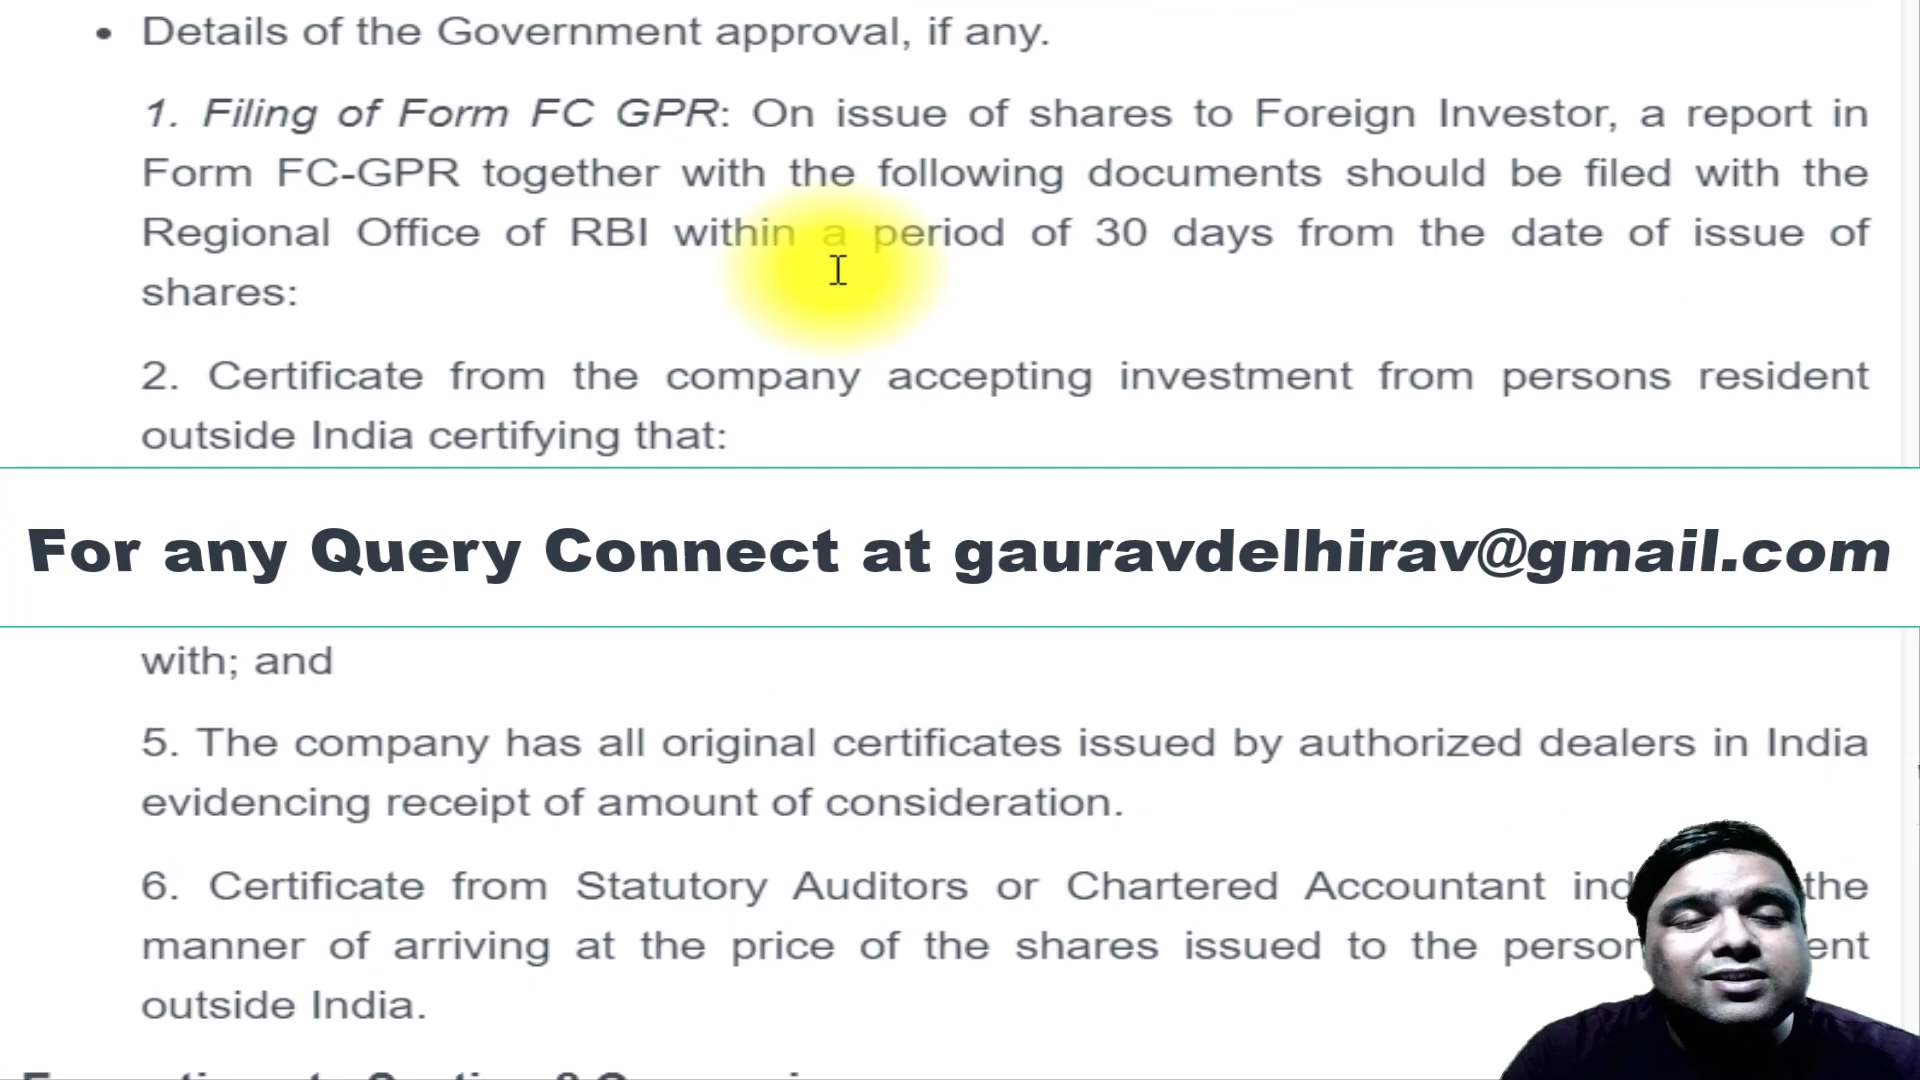 • Details of the Government approval, if any.
1. Filing of Form FC GPR: On issue of shares to Foreign Investor, a report in
Form FC-GPR together with the following documents should be filed with the
Regional Office of RBI within a period of 30 days from the date of issue of
shares:
2. Certificate from the company accepting investment from persons resident
outside India certifying that:
For any Query Connect at gauravdelhirav@gmail.com
with; and
5. The company has all original certificates issued by authorized dealers in India
evidencing receipt of amount of consideration.
6. Certificate from Statutory Auditors or Chartered Accountant the
manner of arriving at the price of the shares issued to the
outside India.